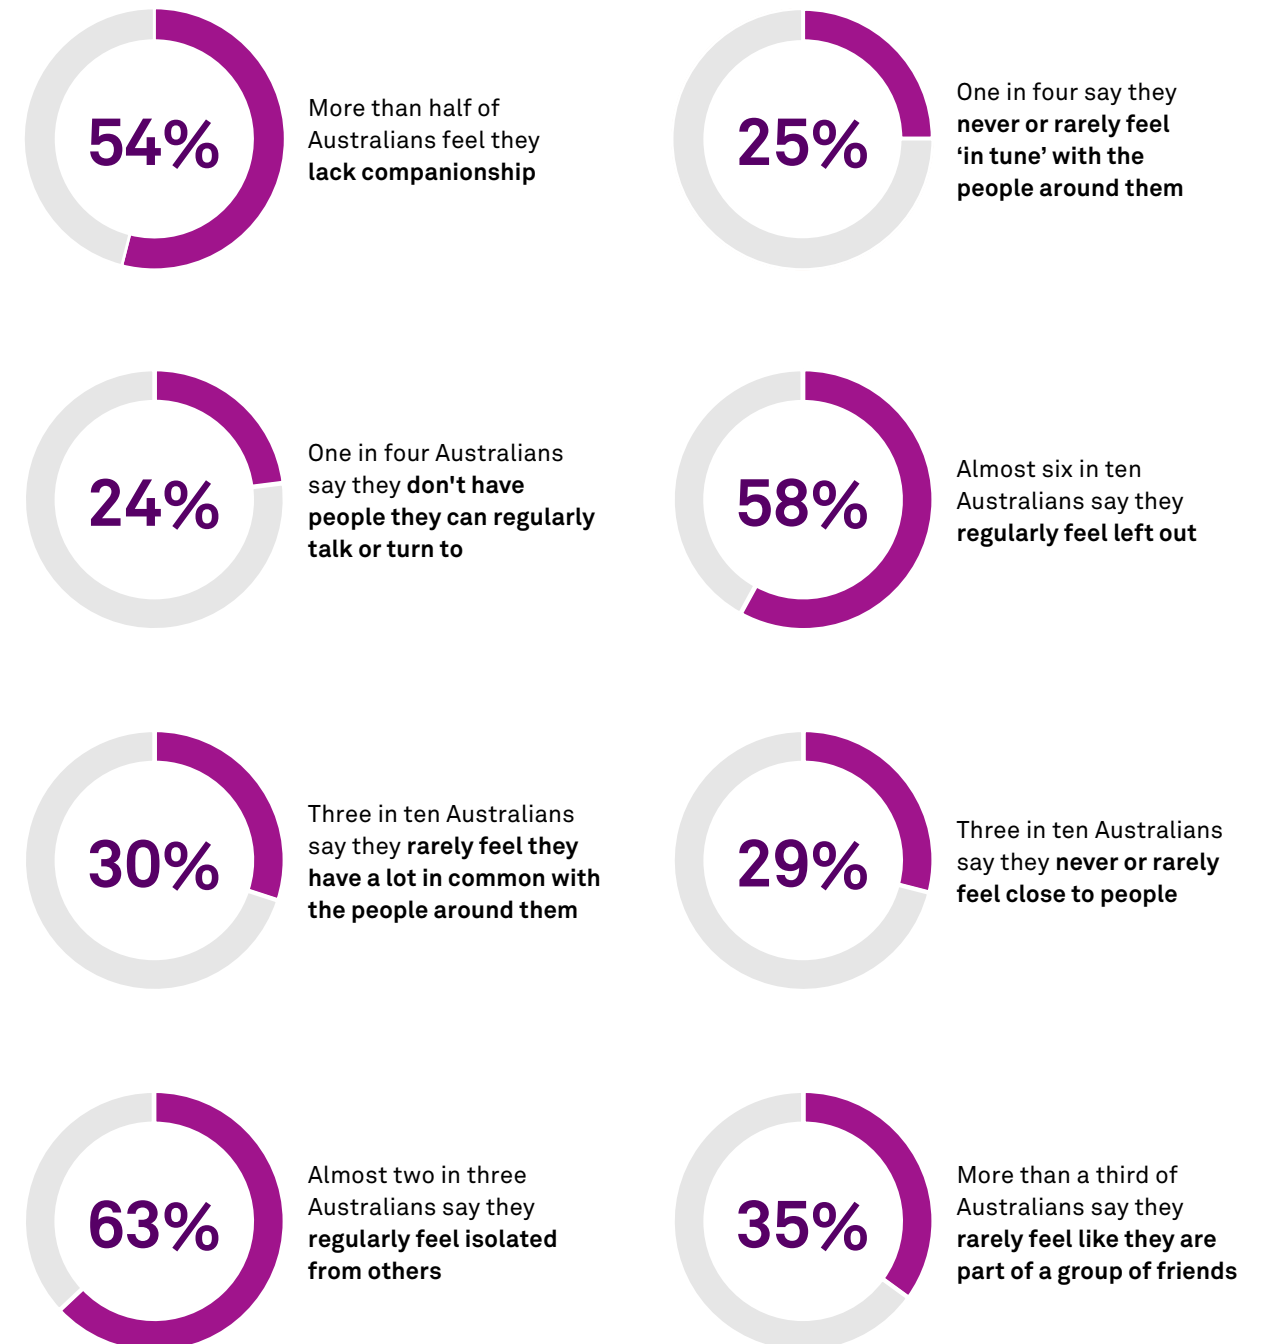 54%
More than half of
Australians feel they
lack companionship
25%
One in four say they
never or rarely feel
‘in tune’ with the
people around them
24%
One in four Australians
say they don't have
people they can regularly
talk or turn to
58%
Almost six in ten
Australians say they
regularly feel left out
30%
Three in ten Australians
say they rarely feel they
have a lot in common with
the people around them
29%
Three in ten Australians
say they never or rarely
feel close to people
63%
Almost two in three
Australians say they
regularly feel isolated
from others
35%
More than a third of
Australians say they
rarely feel like they are
part of a group of friends